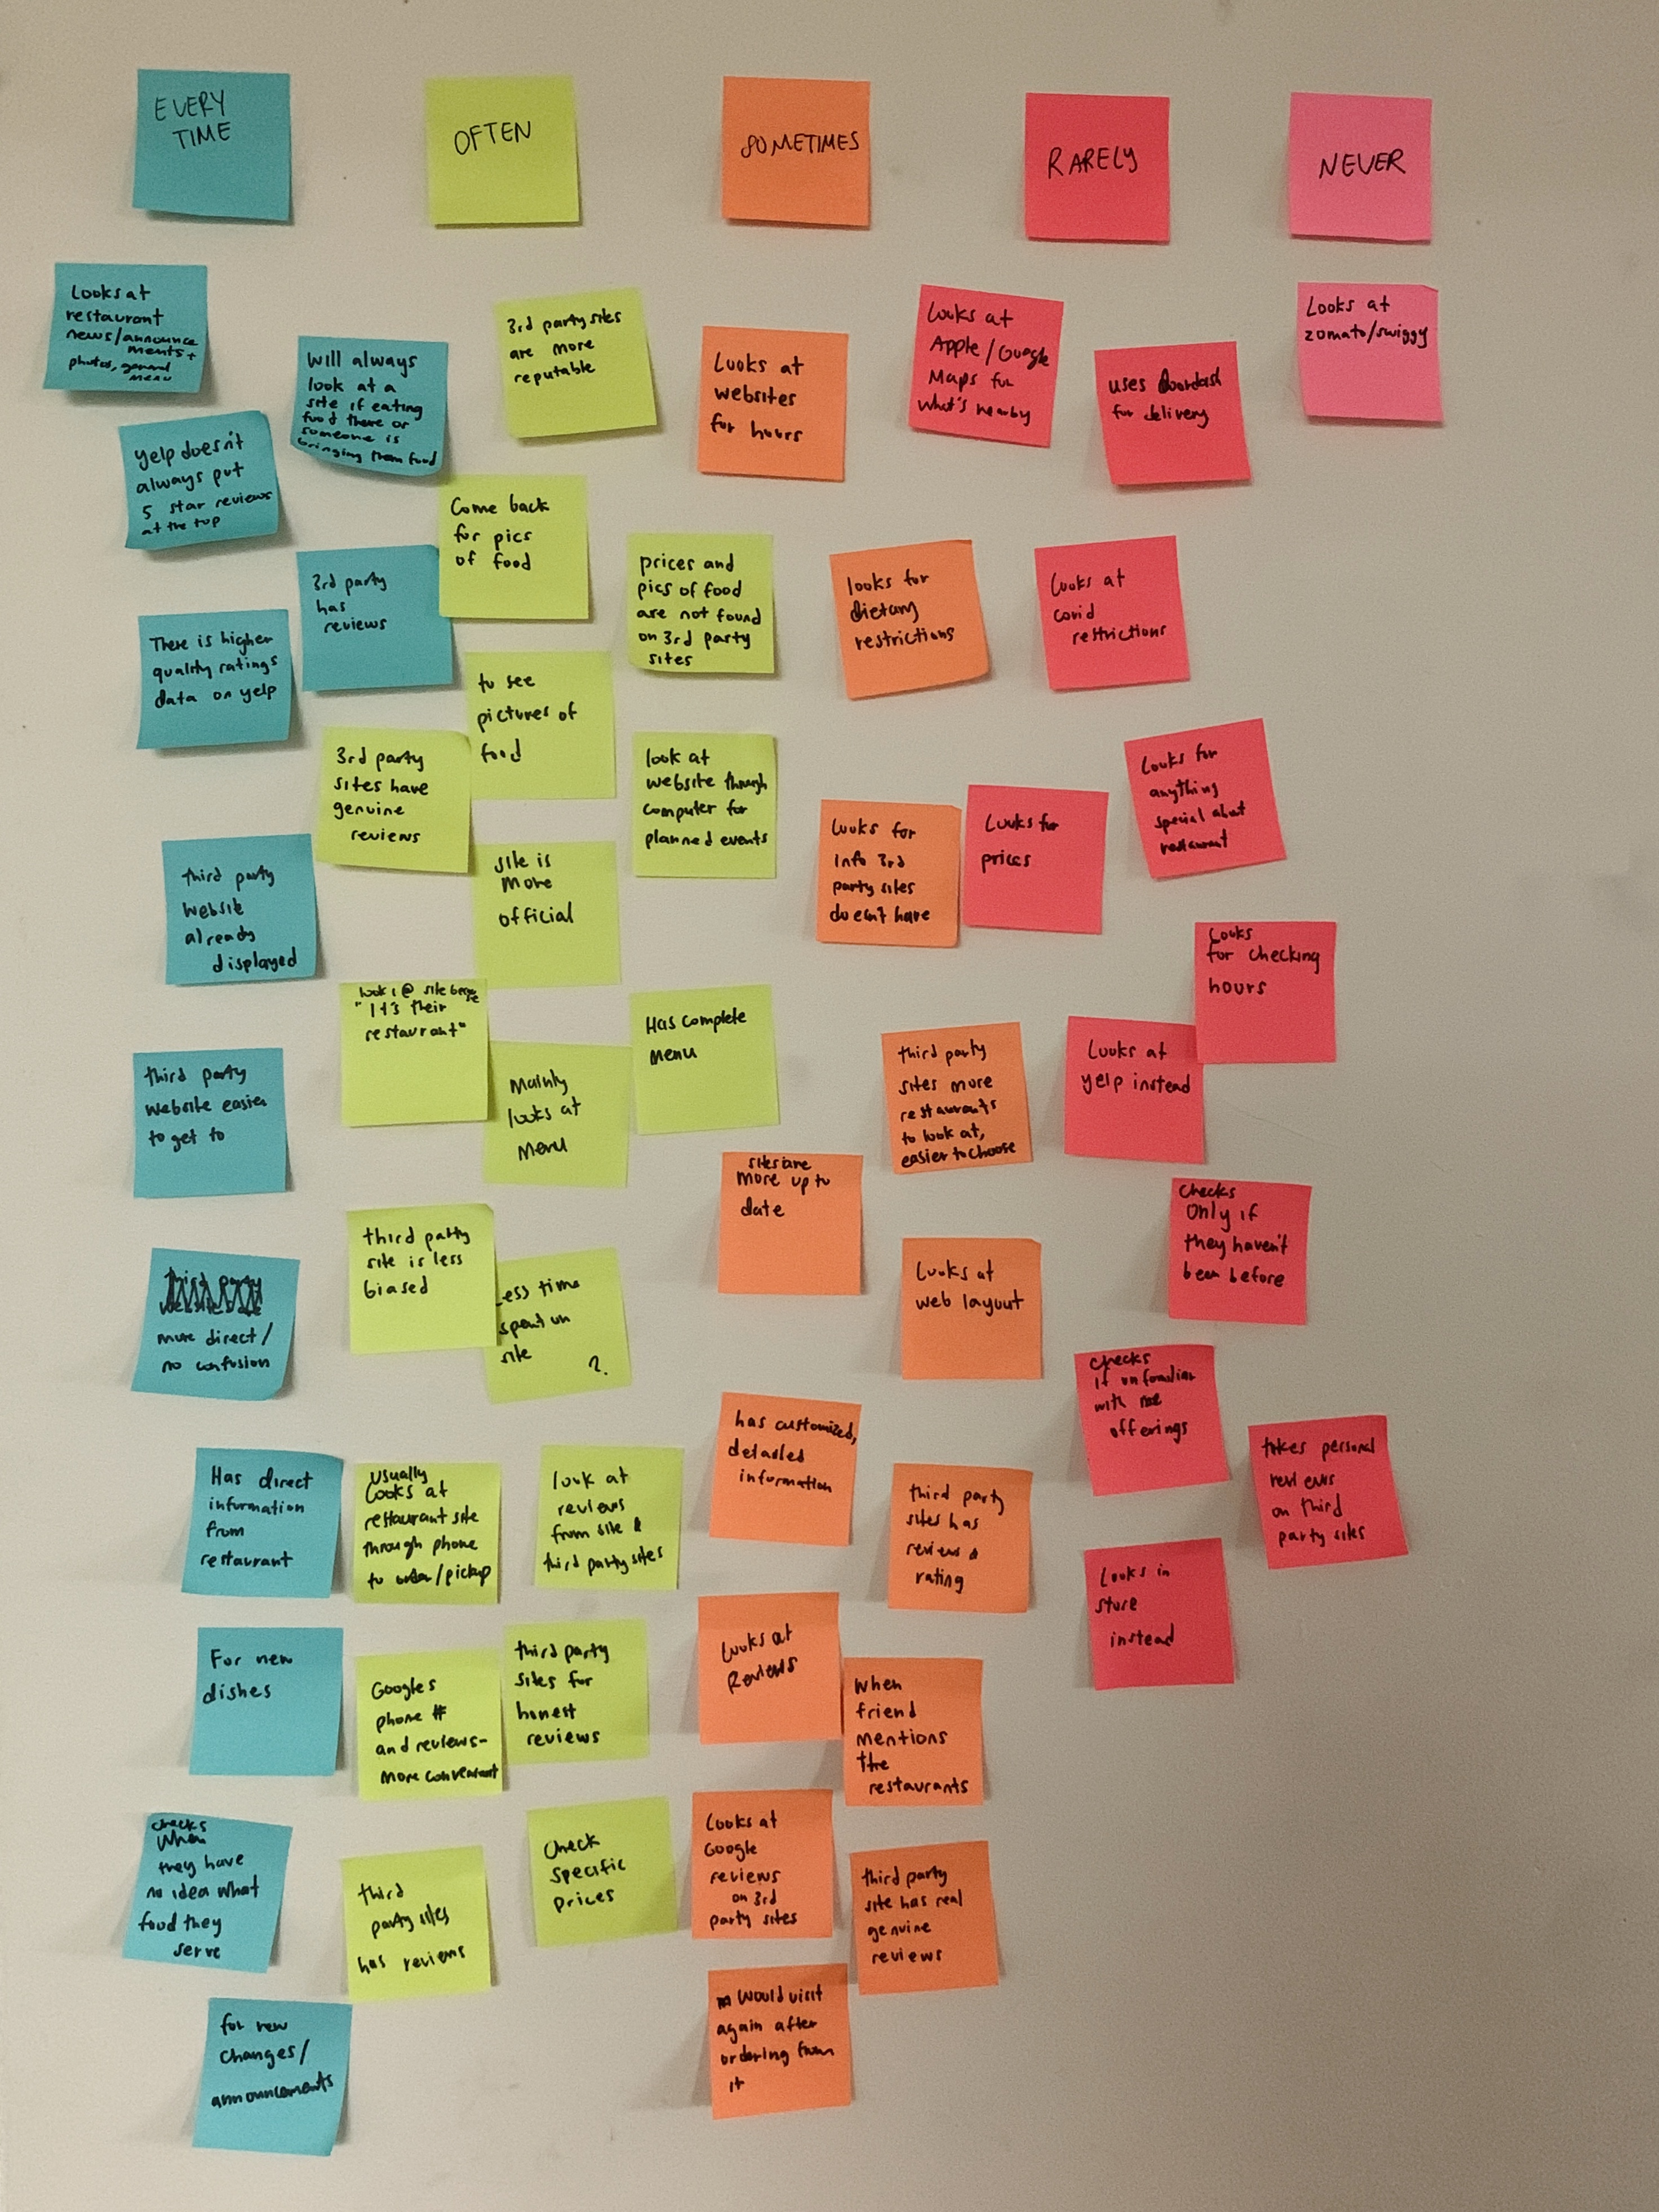 EVERY
TIME
OFTEN
SOMETIMES
RARELY
NEVER
Looks at
restaurant
news/announce
ments +
photos, general
menu
yelp doesn't
always put
5 star reviews
at the top
There is higher
quality ratings
data on yelp
third party
website
already
displayed
third party
website easier
to get to
more direct/
no confusion
Has direct
information
from
restaurant
For new
dishes
checks
when
they have
no idea what
food they
serve
for new
changes/
announcements
will always
look at a
site if eating
food there or
someone is
bringing them food
3rd party
has
reviews
3rd party sites
are more
reputable
Come back
for pics
of food
prices and
pics of food
are not found
on 3rd party
sites
to see
pictures of
food
3rd party
sites have
genuine
reviews
look at
website through
computer for
planned events
site is
more
official
looks @ site
"It's their
restaurant"
Mainly
looks at
Menu
Has complete
menu
third party
site is less
biased
less time
spent on
site
?
usually
looks at
restaurant site
through phone
to order/pickup
look at
reviews
from site &
third party sites
Googles
phone #
and reviews-
more convenient
third party
sites for
honest
reviews
third
party sites
has reviews
check
specific
prices
Looks at
websites
for hours
looks for
dietary
restrictions
looks for
info 3rd
party sites
doesn't have
third party
sites more
restaurants
to look at,
easier to choose
sites are
more up to
date
Looks at
web layout
has customized,
detailed
information
third party
sites has
reviews &
rating
Looks at
Reviews
when
friend
mentions
the
restaurants
Looks at
Google
reviews
on 3rd
party sites
third party
site has real
genuine
reviews
would visit
again after
ordering from
it
Looks at
Apple/Google
Maps for
what's nearby
uses Doordash
for delivery
Looks at
covid
restrictions
Looks for
prices
Looks for
anything
special about
restaurant
Looks
for checking
hours
Looks at
yelp instead
checks
only if
they haven't
been before
checks
if unfamiliar
with
offerings
takes personal
reviews
on third
party sites
Looks in
store
instead
Looks at
zomato/swiggy